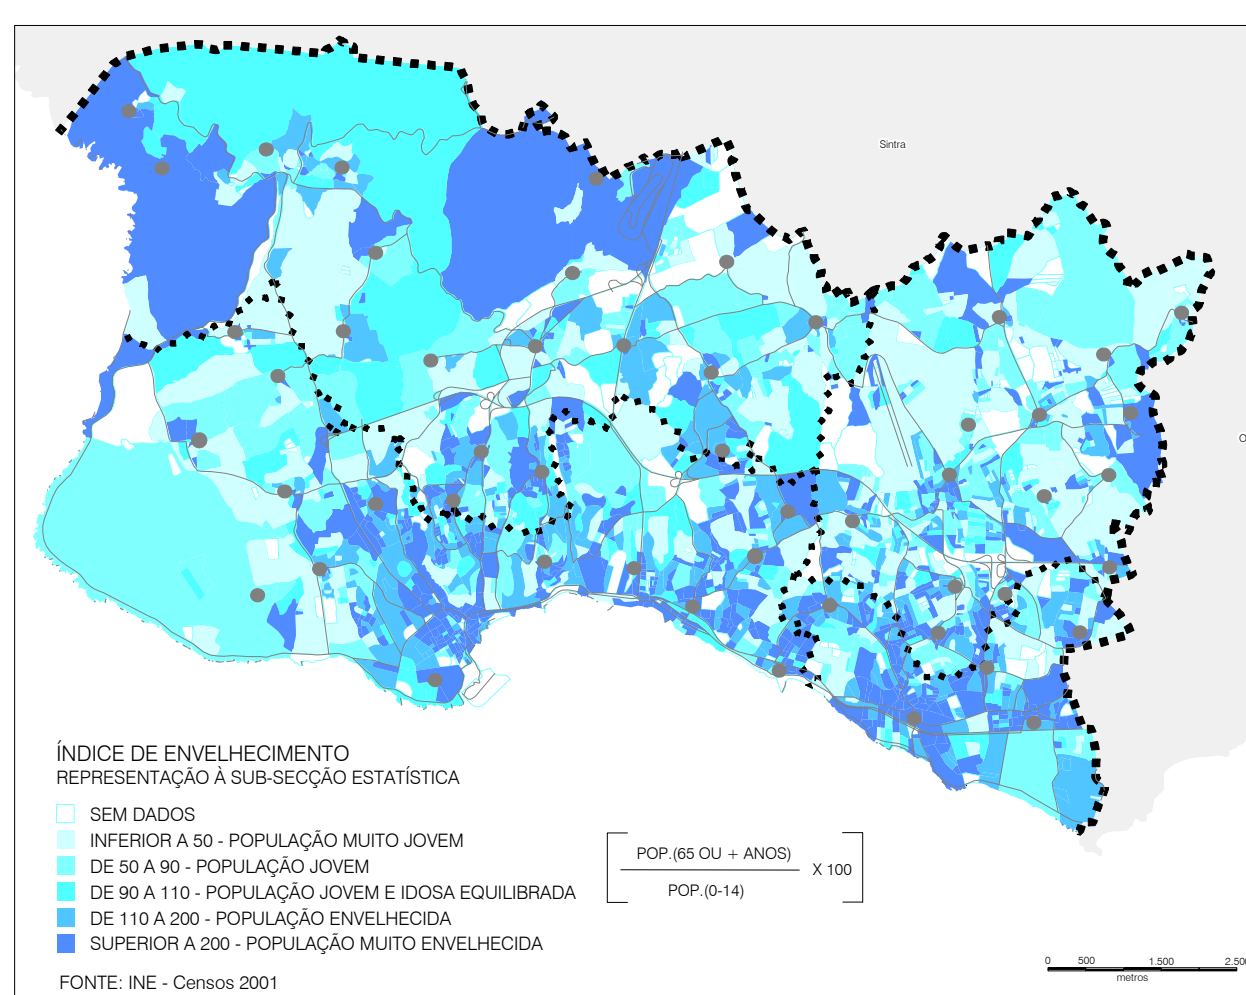 Sintra
O
ÍNDICE DE ENVELHECIMENTO
REPRESENTAÇÃO À SUB-SECÇÃO ESTATÍSTICA
SEM DADOS
INFERIOR A 50 - POPULAÇÃO MUITO JOVEM
DE 50 A 90 - POPULAÇÃO JOVEM
DE 90 A 110 - POPULAÇÃO JOVEM E IDOSA EQUILIBRADA
DE 110 A 200 - POPULAÇÃO ENVELHECIDA
SUPERIOR A 200 - POPULAÇÃO MUITO ENVELHECIDA
POP.(65 OU + ANOS)
POP.(0-14)
X 100
FONTE: INE - Censos 2001
0 500 1.500 2.500
metros